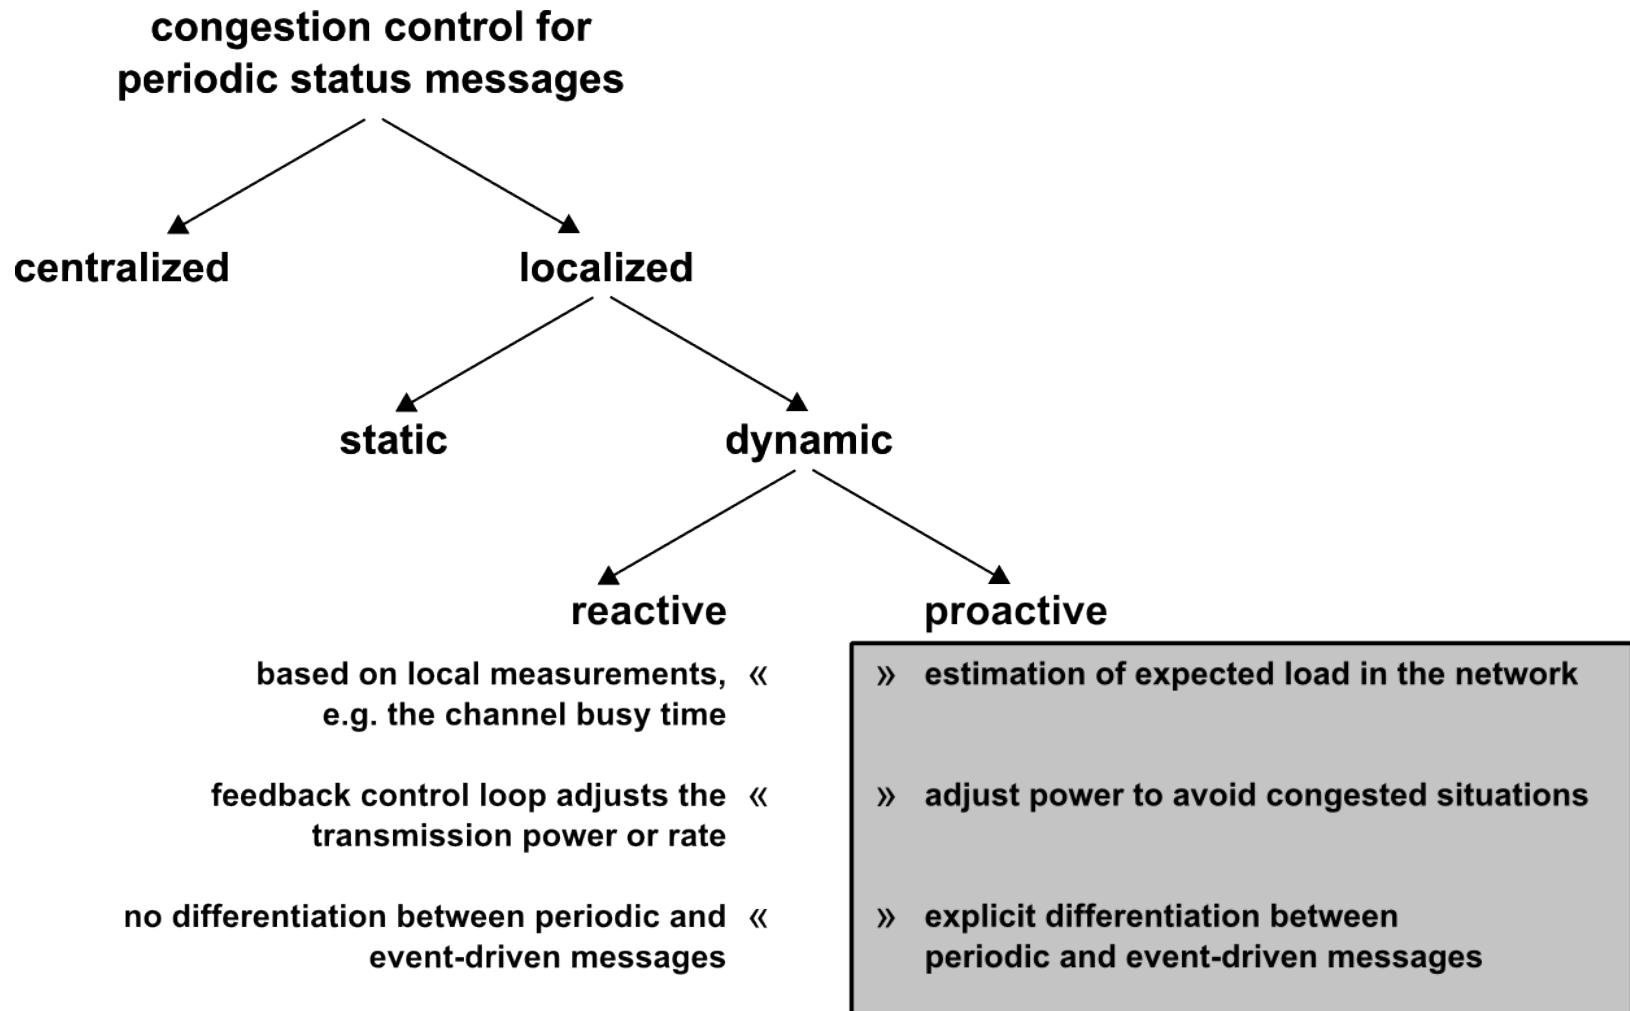 congestion control for
periodic status messages
centralized
localized
static
dynamic
reactive
proactive
based on local measurements, «
e.g. the channel busy time
» estimation of expected load in the network
feedback control loop adjusts the «
transmission power or rate
» adjust power to avoid congested situations
no differentiation between periodic and «
event-driven messages
» explicit differentiation between
periodic and event-driven messages